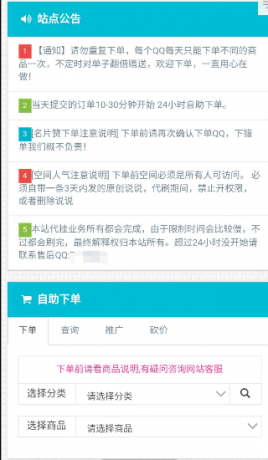 站点公告
1 【通知】请勿重复下单，每个QQ每天只能下单不同的商
品一次，不定时对单子翻倍赠送，欢迎下单，一直用心在
做！
2 当天提交的订单10-30分钟开始 24小时自助下单。
3 [名片赞下单注意说明] 下单前请再次确认下单QQ，下错
单我们概不负责！
4 [空间人气注意说明] 下单前空间必须是所有人可访问。必
须自带一条3天内发的原创说说，代刷期间，禁止开权限，
或者删除说说
5 本站代挂业务所有都会完成，由于限制时间会比较慢，不
过都会刷完，最终解释权归本站所有。超过24小时没开始请
联系售后QQ:
自助下单
下单 查询 推广 砍价
下单前请看商品说明,有疑问咨询网站客服
选择分类 请选择分类
选择商品 请选择商品